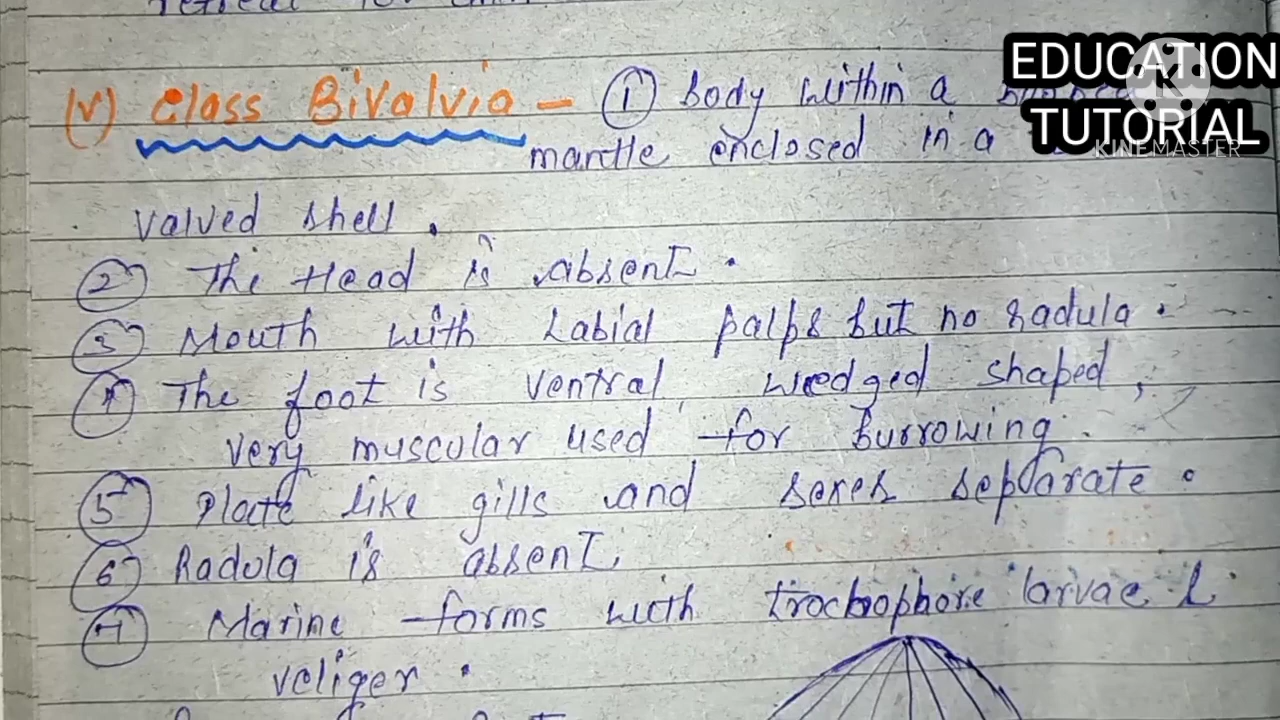 (V) Class Bivalvia - ① Body within a
mantle enclosed in a
valved shell.
② The Head is absent.
③ Mouth with Labial palps but no radula.
④ The foot is ventral, wedged shaped,
very muscular used for burrowing.
⑤ Plate like gills and sexes separate.
⑥ Radula is absent.
⑦ Marine forms with trochophore larvae &
veliger.
EDUCATION
TUTORIAL
KINEMASTER